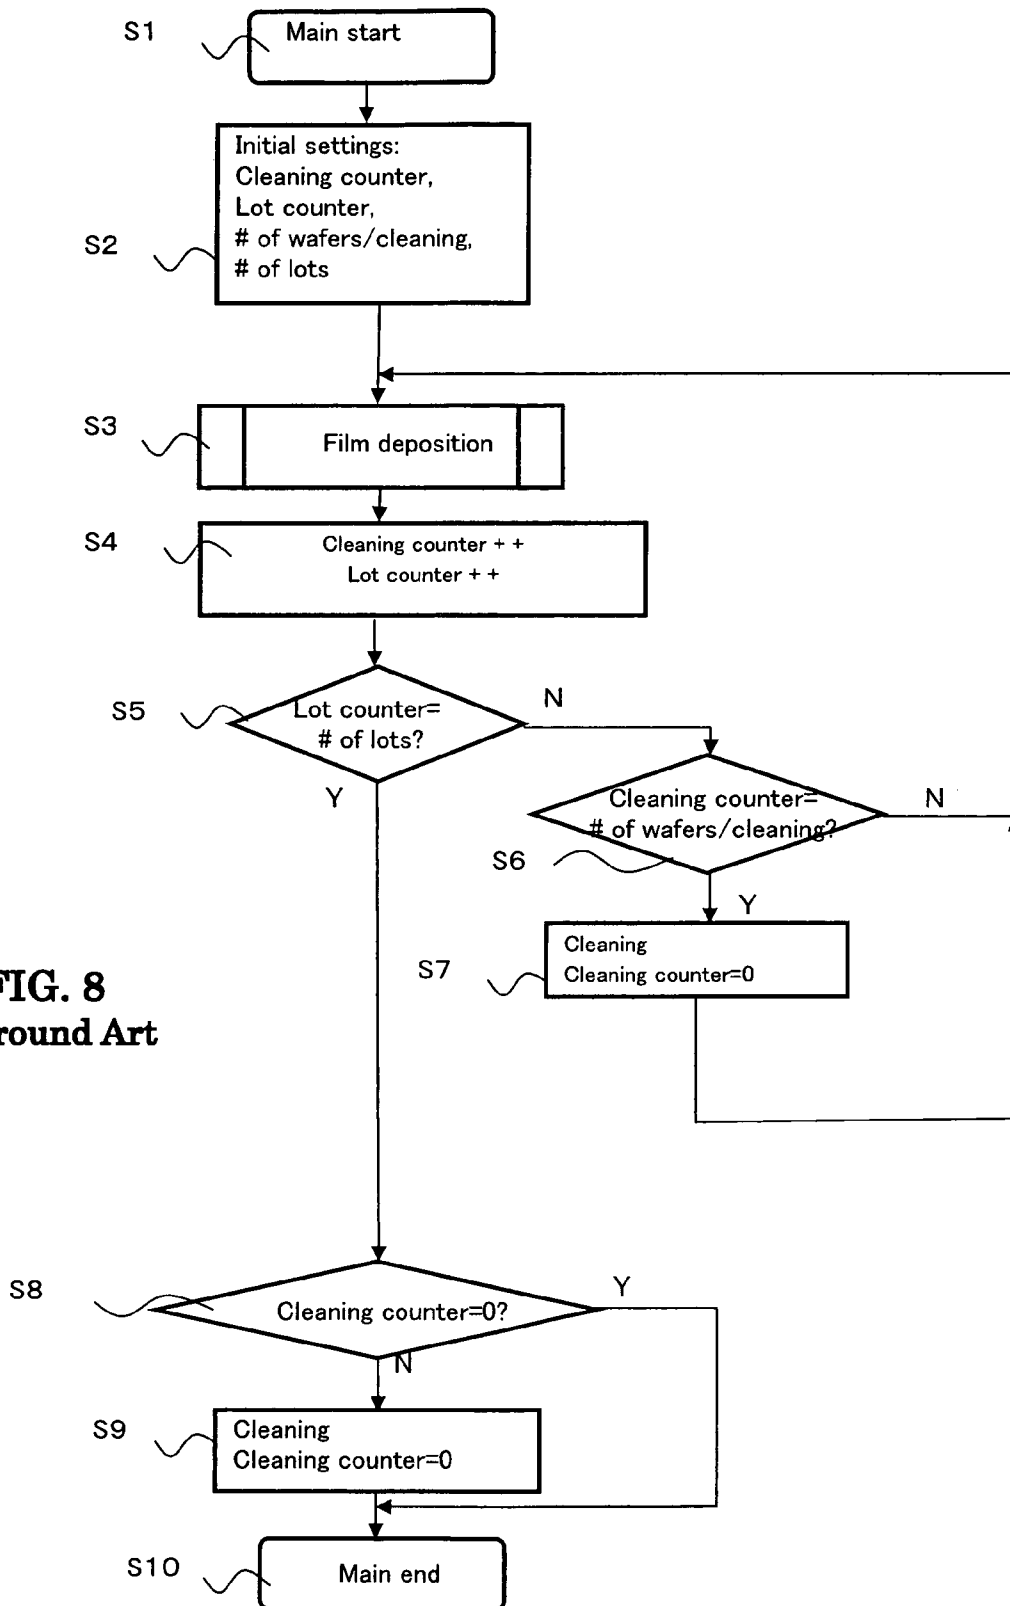 S1
Main start
Initial settings:
Cleaning counter,
Lot counter,
# of wafers/cleaning,
# of lots
S2
S3
Film deposition
S4
Cleaning counter + +
Lot counter + +
S5
Lot counter=
# of lots?
N
Y
Cleaning counter=
# of wafers/cleaning?
N
S6
Y
S7
Cleaning
Cleaning counter=0
FIG. 8
round Art
S8
Cleaning counter=0?
Y
N
S9
Cleaning
Cleaning counter=0
S10
Main end